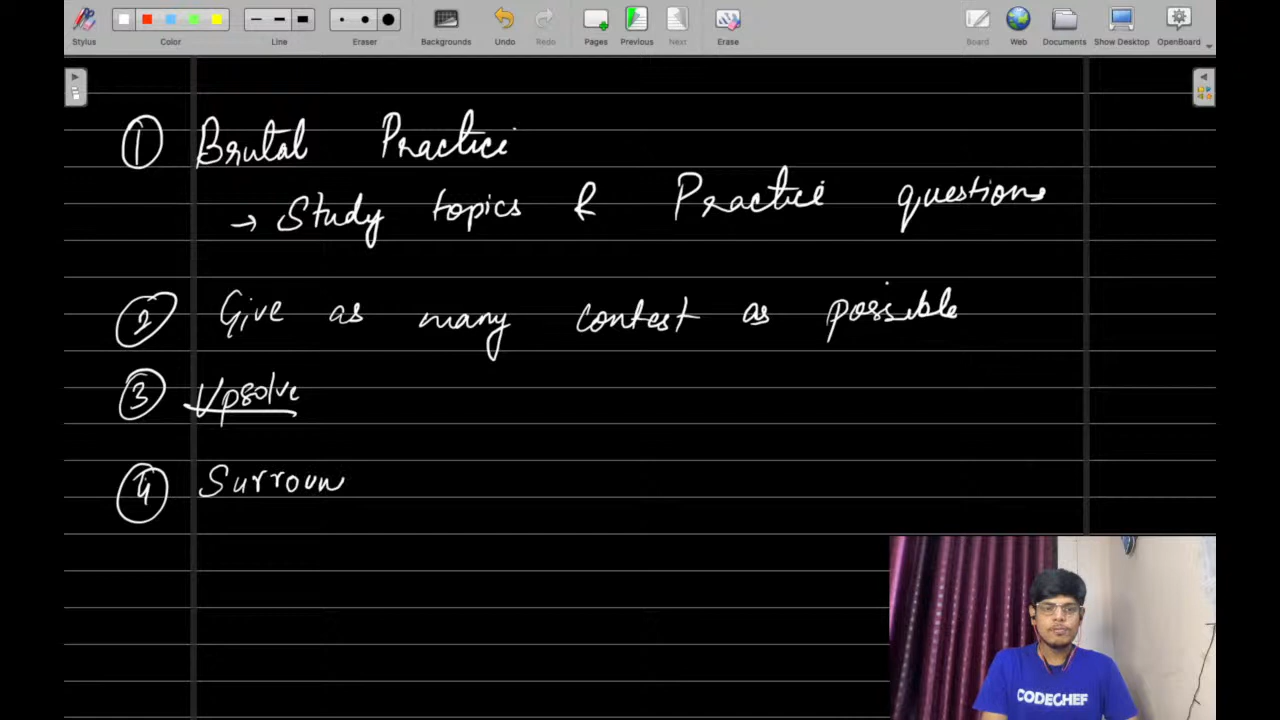 Stylus Color Line Eraser Backgrounds Undo Redo Pages Previous Next Erase Board Web Documents Show Desktop OpenBoard
1 Brutal Practice
→ Study topics & Practice questions
2 Give as many contest as possible
3 Upsolve
4 Surroun
CODECHEF